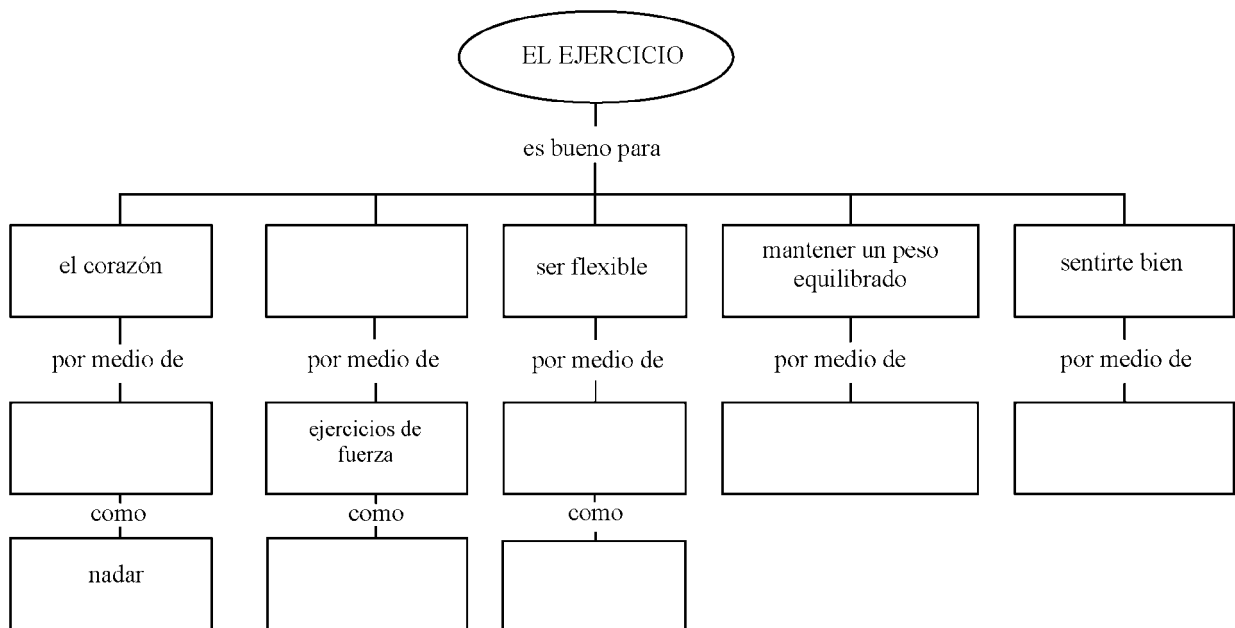 EL EJERCICIO
es bueno para
el corazón
ser flexible
mantener un peso
equilibrado
sentirte bien
por medio de
por medio de
por medio de
por medio de
por medio de
ejercicios de
fuerza
como
como
como
nadar